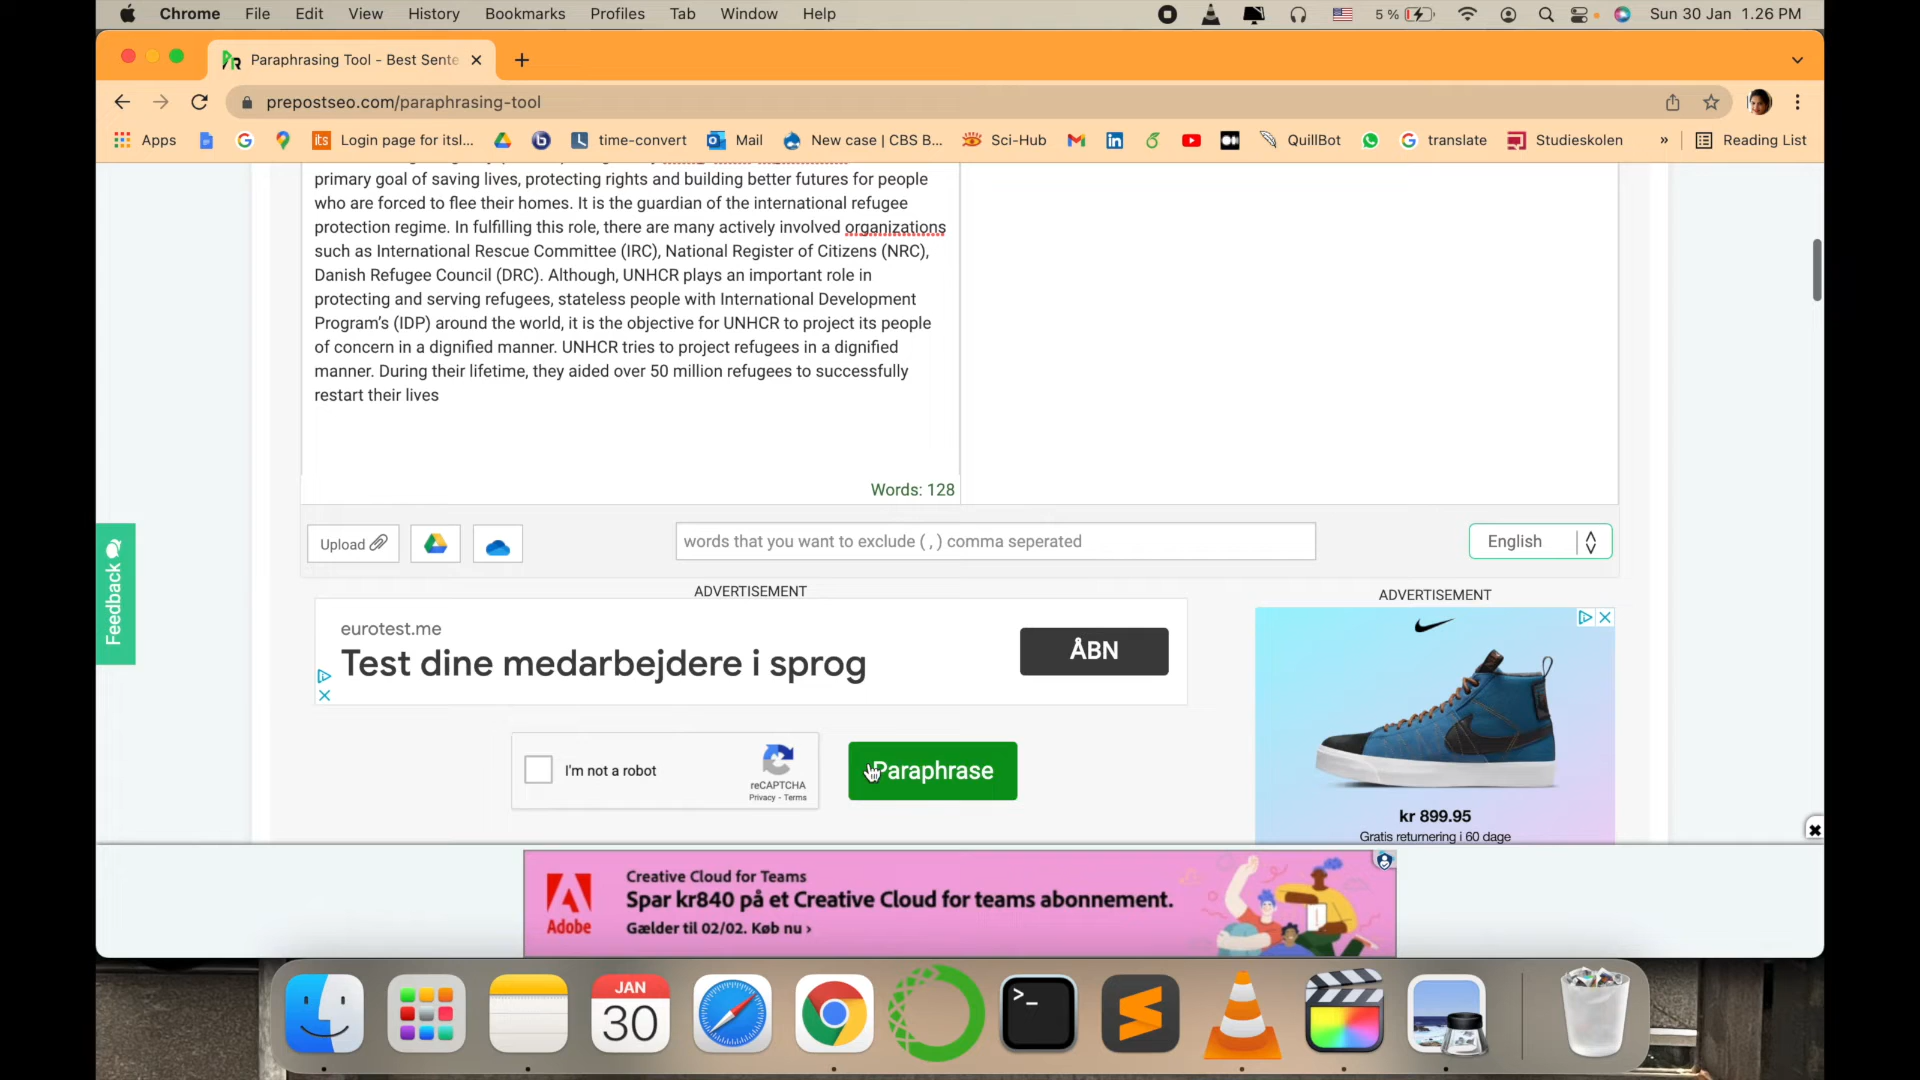 Chrome File Edit View History Bookmarks Profiles Tab Window Help 5 % Sun 30 Jan 1.26 PM
Paraphrasing Tool - Best Sente
prepostseo.com/paraphrasing-tool
Apps its Login page for itsl... time-convert Mail New case | CBS B... Sci-Hub QuillBot translate Studieskolen » Reading List
primary goal of saving lives, protecting rights and building better futures for people
who are forced to flee their homes. It is the guardian of the international refugee
protection regime. In fulfilling this role, there are many actively involved organizations
such as International Rescue Committee (IRC), National Register of Citizens (NRC),
Danish Refugee Council (DRC). Although, UNHCR plays an important role in
protecting and serving refugees, stateless people with International Development
Program's (IDP) around the world, it is the objective for UNHCR to project its people
of concern in a dignified manner. UNHCR tries to project refugees in a dignified
manner. During their lifetime, they aided over 50 million refugees to successfully
restart their lives
Words: 128
Upload
words that you want to exclude ( , ) comma seperated
English
Feedback
ADVERTISEMENT
eurotest.me
Test dine medarbejdere i sprog
ÅBN
ADVERTISEMENT
kr 899.95
Gratis returnering i 60 dage
I'm not a robot
reCAPTCHA
Privacy - Terms
Paraphrase
Adobe
Creative Cloud for Teams
Spar kr840 på et Creative Cloud for teams abonnement.
Gælder til 02/02. Køb nu ›
JAN
30